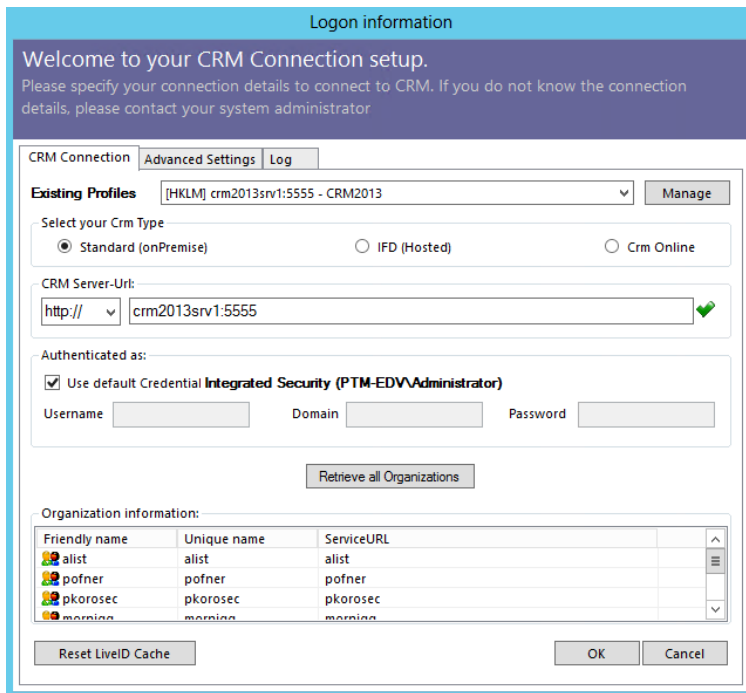 Logon information
Welcome to your CRM Connection setup.
Please specify your connection details to connect to CRM. If you do not know the connection
details, please contact your system administrator
CRM Connection Advanced Settings Log
Existing Profiles [HKLM] crm2013srv1:5555 - CRM2013 Manage
Select your Crm Type
Standard (onPremise) IFD (Hosted) Crm Online
CRM Server-Url:
http:// crm2013srv1:5555
Authenticated as:
Use default Credential Integrated Security (PTM-EDV\Administrator)
Username Domain Password
Retrieve all Organizations
Organization information:
Friendly name Unique name ServiceURL
alist alist alist
pofner pofner pofner
pkorosec pkorosec pkorosec
Reset LiveID Cache OK Cancel